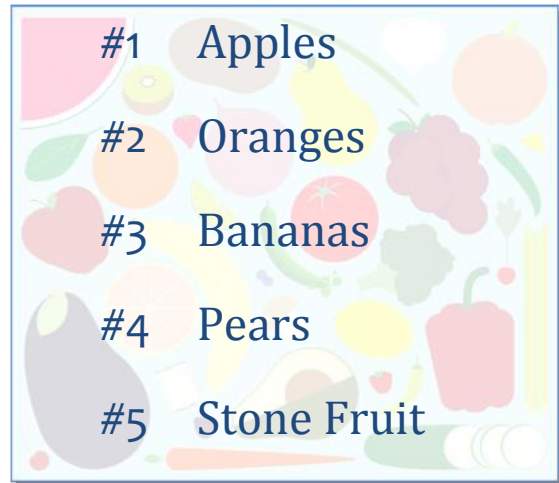 #1 Apples
#2 Oranges
#3 Bananas
#4 Pears
#5 Stone Fruit